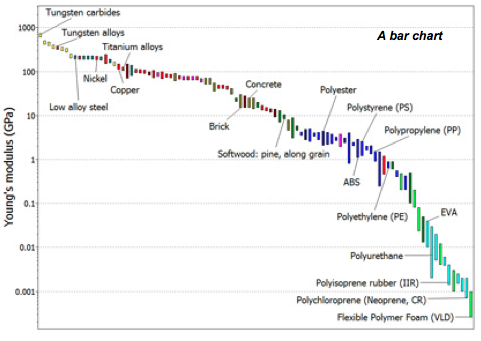 Tungsten carbides
A bar chart
Tungsten alloys
Titanium alloys
Nickel
Copper
Low alloy steel
Concrete
Brick
Polyester
Softwood: pine, along grain
Polystyrene (PS)
Polypropylene (PP)
ABS
Polyethylene (PE)
EVA
Polyurethane
Polyisoprene rubber (IIR)
Polychloroprene (Neoprene, CR)
Flexible Polymer Foam (VLD)
Young's modulus (GPa)
1000
100
10
1
0.1
0.01
0.001